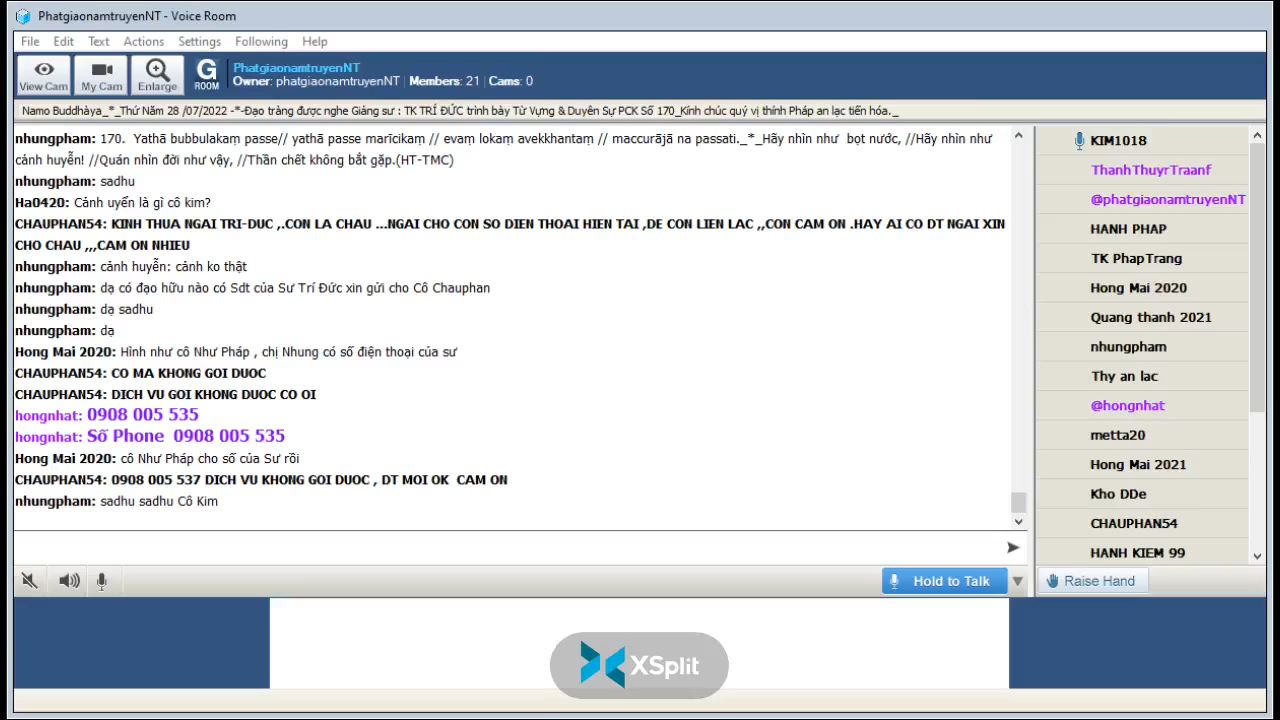 PhatgiaonamtruyenNT - Voice Room
File Edit Text Actions Settings Following Help
View Cam My Cam Enlarge G ROOM
PhatgiaonamtruyenNT
Owner: phatgiaonamtruyenNT | Members: 21 | Cams: 0
Namo Buddhàya_*_Thứ Năm 28 /07/2022 -*-Đạo tràng được nghe Giảng sư : TK TRÍ ĐỨC trình bày Từ Vựng & Duyên Sự PCK Số 170_Kính chúc quý vị thính Pháp an lạc tiến hóa._
nhungpham: 170. Yathā bubbulakaṃ passe// yathā passe marīcikaṃ // evaṃ lokaṃ avekkhantaṃ // maccurājā na passati._*_Hãy nhìn như bọt nước, //Hãy nhìn như
cảnh huyễn! //Quán nhìn đời như vậy, //Thần chết không bắt gặp.(HT-TMC)
nhungpham: sadhu
Ha0420: Cảnh uyển là gì cô kim?
CHAUPHAN54: KINH THUA NGAI TRI-DUC ,.CON LA CHAU ...NGAI CHO CON SO DIEN THOAI HIEN TAI ,DE CON LIEN LAC ,,CON CAM ON .HAY AI CO DT NGAI XIN
CHO CHAU ,,,CAM ON NHIEU
nhungpham: cảnh huyễn: cảnh ko thật
nhungpham: dạ có đạo hữu nào có Sdt của Sư Trí Đức xin gửi cho Cô Chauphan
nhungpham: dạ sadhu
nhungpham: dạ
Hong Mai 2020: Hình như cô Như Pháp , chị Nhung có số điện thoại của sư
CHAUPHAN54: CO MA KHONG GOI DUOC
CHAUPHAN54: DICH VU GOI KHONG DUOC CO OI
hongnhat: 0908 005 535
hongnhat: Số Phone 0908 005 535
Hong Mai 2020: cô Như Pháp cho số của Sư rồi
CHAUPHAN54: 0908 005 537 DICH VU KHONG GOI DUOC , DT MOI OK CAM ON
nhungpham: sadhu sadhu Cô Kim
KIM1018
ThanhThuyrTraanf
@phatgiaonamtruyenNT
HANH PHAP
TK PhapTrang
Hong Mai 2020
Quang thanh 2021
nhungpham
Thy an lac
@hongnhat
metta20
Hong Mai 2021
Kho DDe
CHAUPHAN54
HANH KIEM 99
Hold to Talk
Raise Hand
XSplit